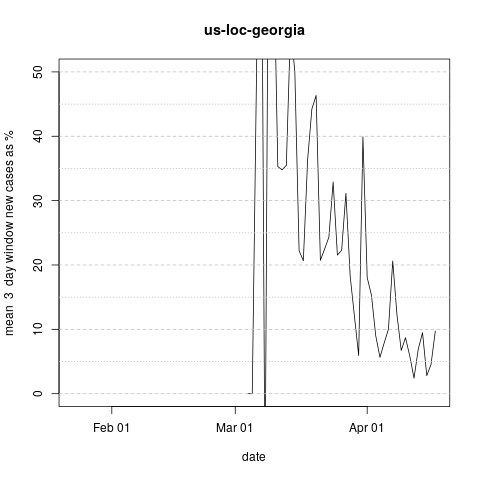 us-loc-georgia
mean 3 day window new cases as %
50
40
30
20
10
0
Feb 01
Mar 01
Apr 01
date